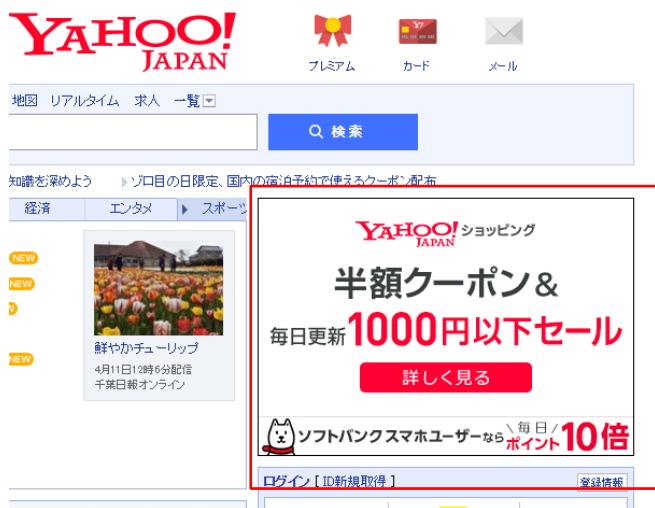 YAHOO!
JAPAN
プレミアム カード メール
地図 リアルタイム 求人 一覧
検索
知識を深めよう ゾロ目の日限定、国内の宿泊予約で使えるクーポン配布
経済 エンタメ スポーツ
NEW
NEW
NEW
鮮やかチューリップ
4月11日12時6分配信
千葉日報オンライン
YAHOO! ショッピング
JAPAN
半額クーポン&
毎日更新1000円以下セール
詳しく見る
ソフトバンクスマホユーザーなら 毎日 ポイント10倍
ログイン [ ID新規取得 ] 登録情報